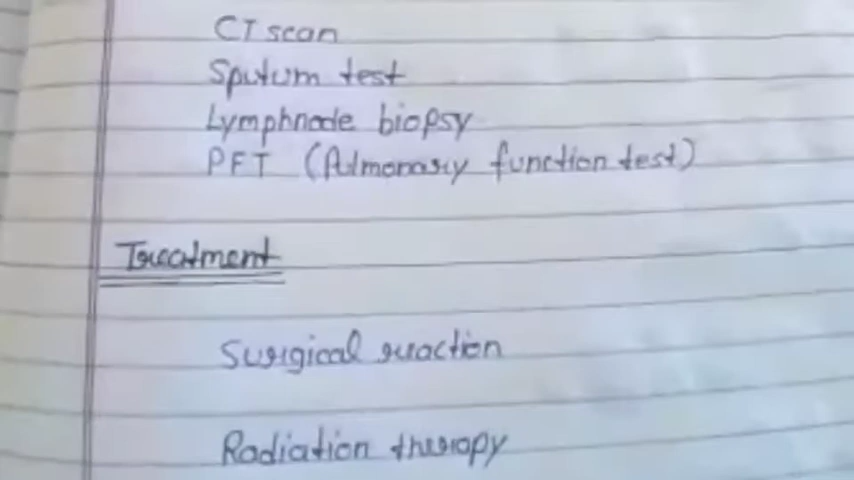 CT scan
Sputum test
Lymphnode biopsy
PFT (Pulmonary function test)
Treatment
Surgical reaction
Radiation therapy